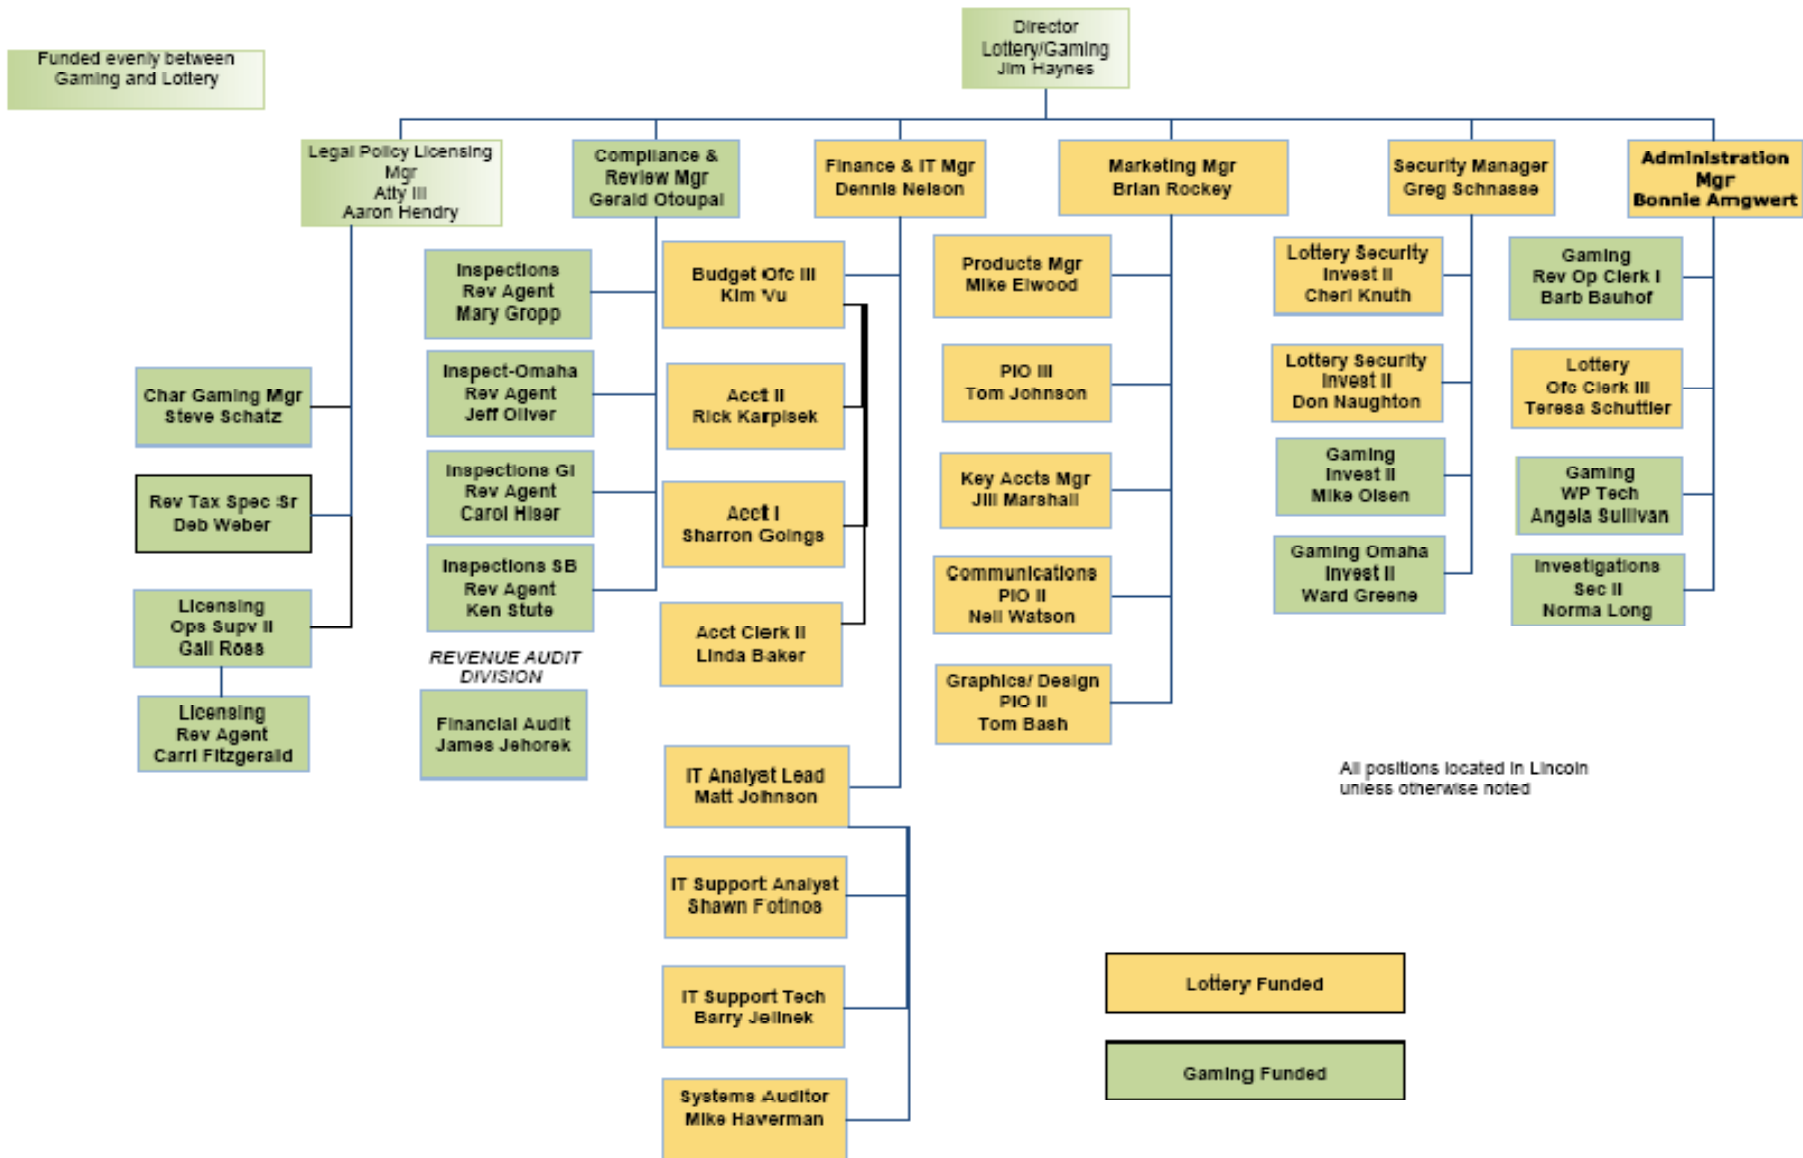 Director
Lottery/Gaming
Jim Haynes
Funded evenly between
Gaming and Lottery
Legal Policy Licensing
Mgr
Atty III
Aaron Hendry
Compliance &
Review Mgr
Gerald Otoupal
Finance & IT Mgr
Dennis Nelson
Marketing Mgr
Brian Rockey
Security Manager
Greg Schnasse
Administration
Mgr
Bonnie Amgwert
Char Gaming Mgr
Steve Schatz
Rev Tax Spec Sr
Deb Weber
Licensing
Ops Supv II
Gail Ross
Licensing
Rev Agent
Carri Fitzgerald
Inspections
Rev Agent
Mary Gropp
Inspect-Omaha
Rev Agent
Jeff Oliver
Inspections GI
Rev Agent
Carol Hiser
Inspections SB
Rev Agent
Ken Stute
REVENUE AUDIT
DIVISION
Financial Audit
James Jehorek
Budget Ofc III
Kim Vu
Acct II
Rick Karpisek
Acct I
Sharron Goings
Acct Clerk II
Linda Baker
IT Analyst Lead
Matt Johnson
IT Support Analyst
Shawn Fotinos
IT Support Tech
Barry Jelinek
Systems Auditor
Mike Haverman
Products Mgr
Mike Elwood
PIO III
Tom Johnson
Key Accts Mgr
Jill Marshall
Communications
PIO II
Neil Watson
Graphics/ Design
PIO II
Tom Bash
Lottery Security
Invest II
Cheri Knuth
Lottery Security
Invest II
Don Naughton
Gaming
Invest II
Mike Olsen
Gaming Omaha
Invest II
Ward Greene
Gaming
Rev Op Clerk I
Barb Bauhof
Lottery
Ofc Clerk III
Teresa Schuttler
Gaming
WP Tech
Angela Sullivan
Investigations
Sec II
Norma Long
All positions located in Lincoln
unless otherwise noted
Lottery Funded
Gaming Funded